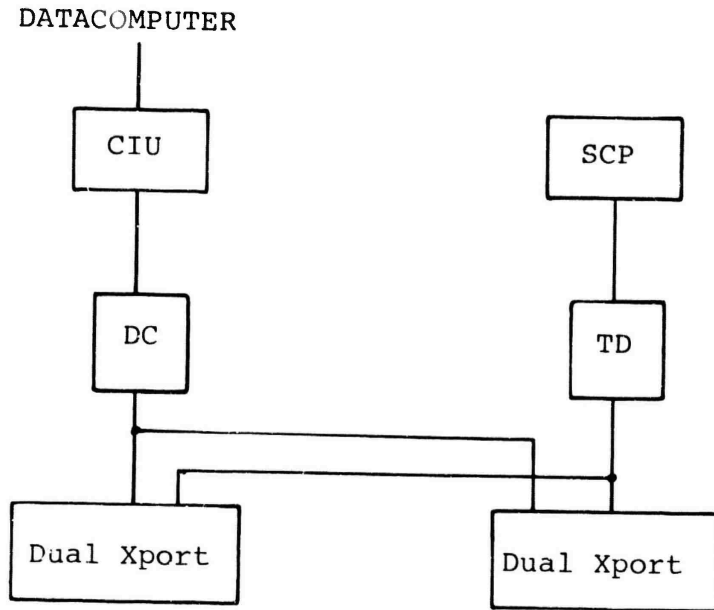 DATACOMPUTER
CIU
SCP
DC
TD
Dual Xport
Dual Xport